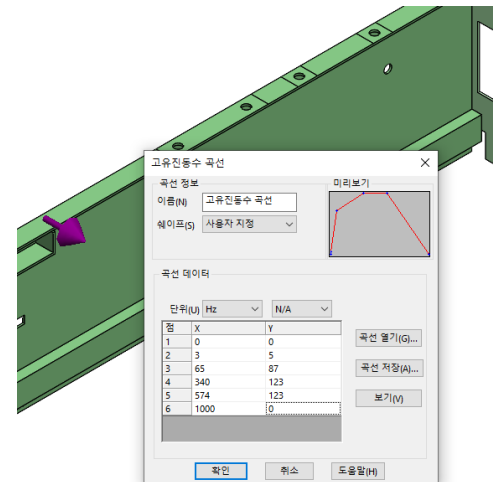 고유진동수 곡선
곡선 정보
미리보기
이름(N) 고유진동수 곡선
쉐이프(S) 사용자 지정
곡선 데이터
단위(U) Hz N/A
점 X Y
1 0 0
2 3 5
3 65 87
4 340 123
5 574 123
6 1000 0
곡선 열기(G)...
곡선 저장(A)...
보기(V)
확인 취소 도움말(H)